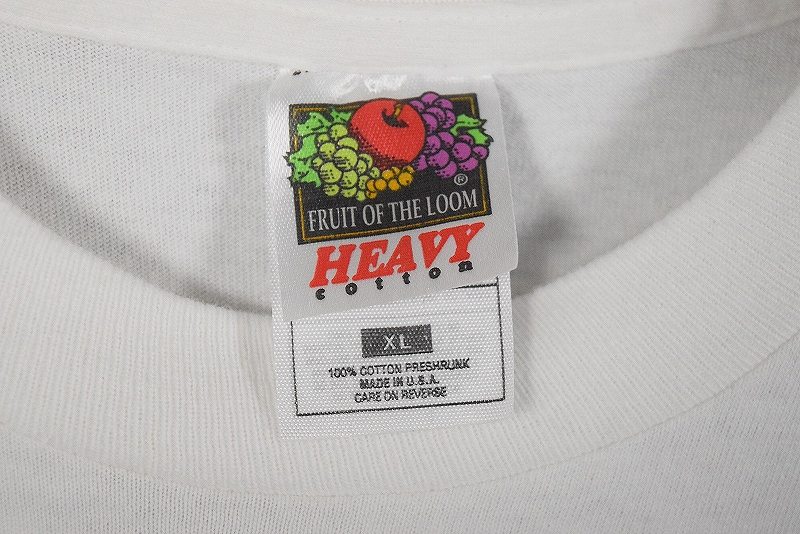 ®
FRUIT OF THE LOOM
HEAVY
cotton
XL
100% COTTON PRESHRUNK
MADE IN U.S.A.
CARE ON REVERSE